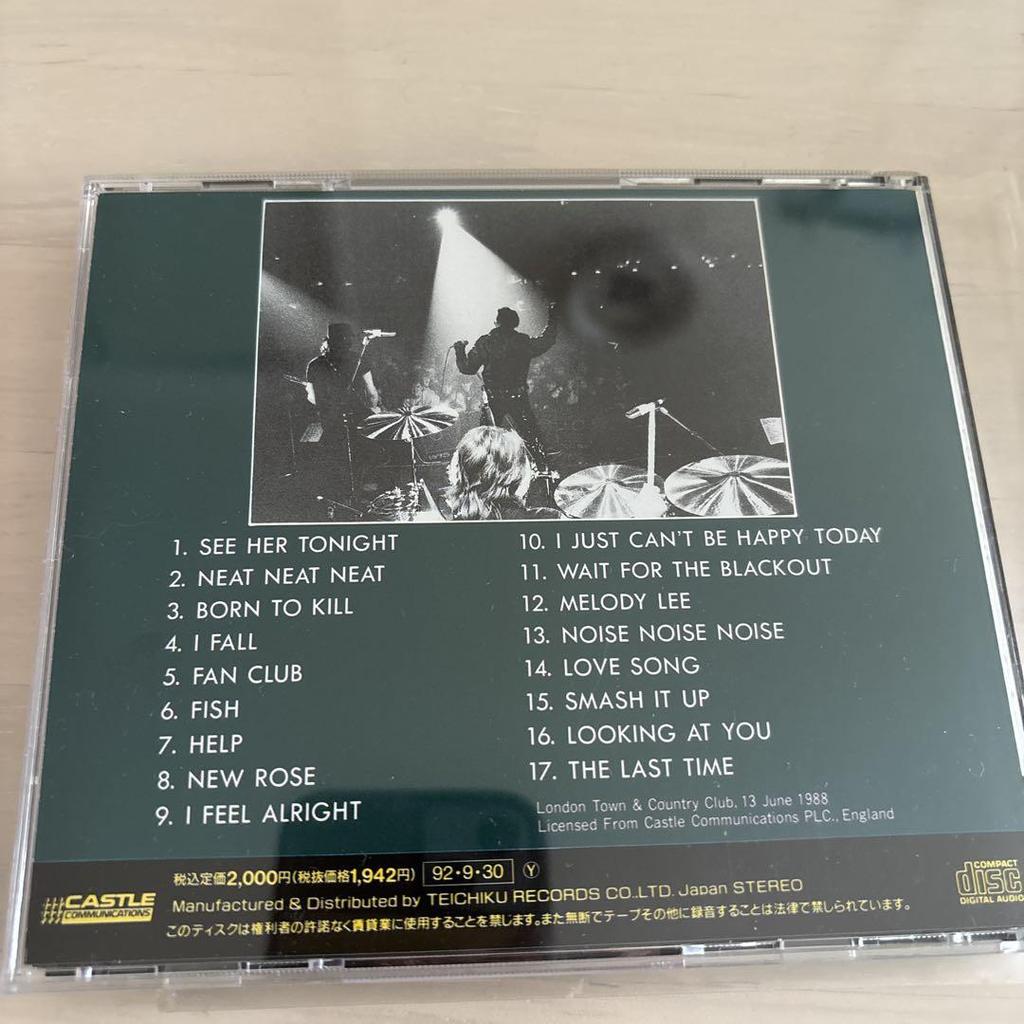 1. SEE HER TONIGHT
2. NEAT NEAT NEAT
3. BORN TO KILL
4. I FALL
5. FAN CLUB
6. FISH
7. HELP
8. NEW ROSE
9. I FEEL ALRIGHT
10. I JUST CAN'T BE HAPPY TODAY
11. WAIT FOR THE BLACKOUT
12. MELODY LEE
13. NOISE NOISE NOISE
14. LOVE SONG
15. SMASH IT UP
16. LOOKING AT YOU
17. THE LAST TIME
London Town & Country Club, 13 June 1988
Licensed From Castle Communications PLC., England
CASTLE
COMMUNICATIONS
税込定価2,000円(税抜価格1,942円) 92・9・30 Ⓨ
Manufactured & Distributed by TEICHIKU RECORDS CO.LTD. Japan STEREO
このディスクは権利者の許諾なく賃貸業に使用することを禁じます。また無断でテープその他に録音することは法律で禁じられています。
COMPACT
disc
DIGITAL AUDIO